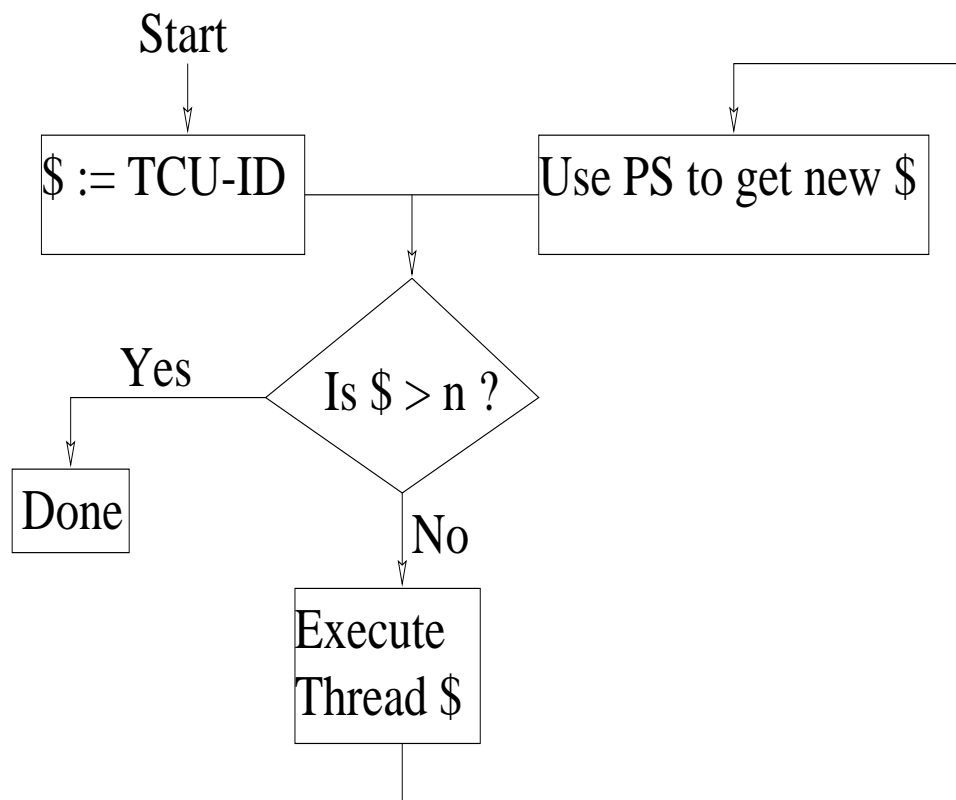 Start
$ := TCU-ID
Use PS to get new $
Is $ > n ?
Yes
Done
No
Execute
Thread $